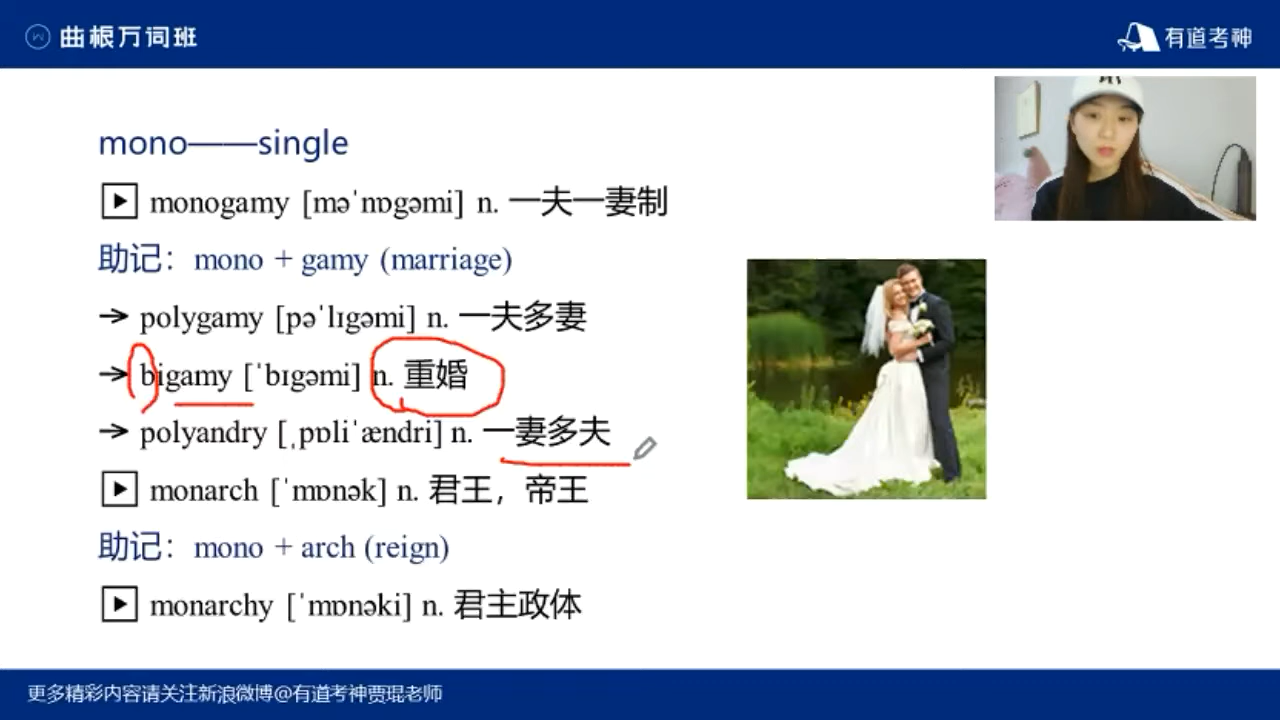 曲根万词班
有道考神
mono——single
monogamy [məˈnɒɡəmi] n. 一夫一妻制
助记：mono + gamy (marriage)
→ polygamy [pəˈlɪɡəmi] n. 一夫多妻
→ bigamy [ˈbɪɡəmi] n. 重婚
→ polyandry [ˌpɒliˈændri] n. 一妻多夫
monarch [ˈmɒnək] n. 君王，帝王
助记：mono + arch (reign)
monarchy [ˈmɒnəki] n. 君主政体
更多精彩内容请关注新浪微博@有道考神贾琨老师